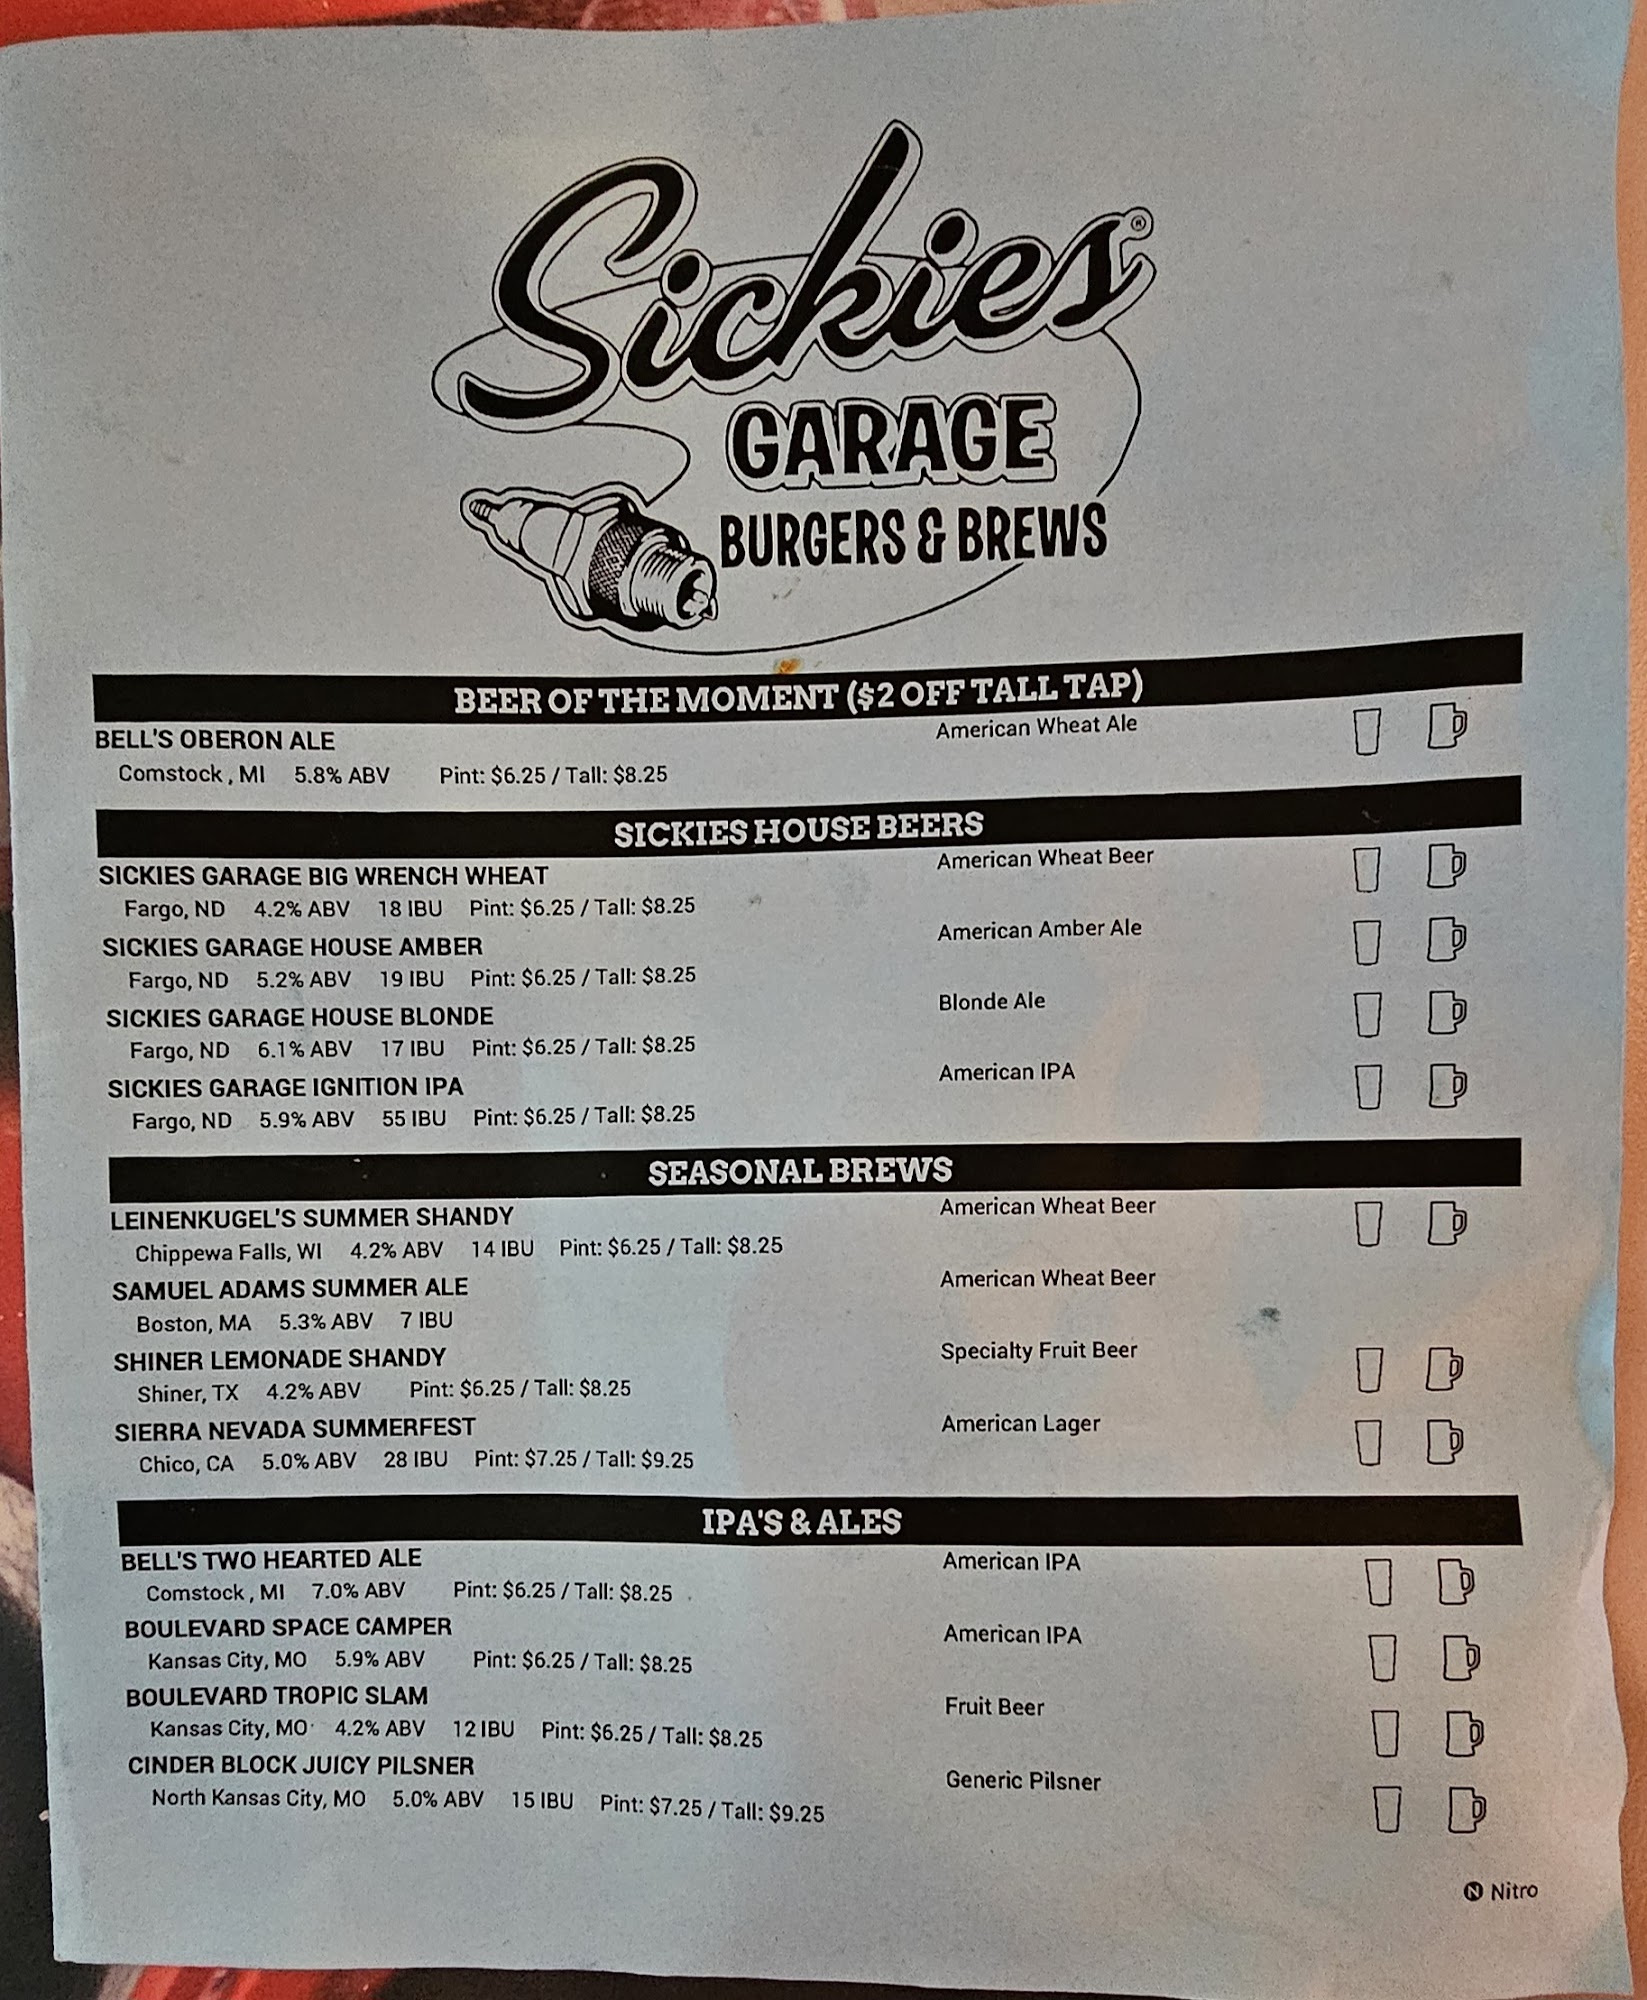 Sickies®
GARAGE
BURGERS & BREWS
BEER OF THE MOMENT ($2 OFF TALL TAP)
BELL'S OBERON ALE American Wheat Ale
Comstock , MI 5.8% ABV Pint: $6.25 / Tall: $8.25
SICKIES HOUSE BEERS
SICKIES GARAGE BIG WRENCH WHEAT American Wheat Beer
Fargo, ND 4.2% ABV 18 IBU Pint: $6.25 / Tall: $8.25
SICKIES GARAGE HOUSE AMBER American Amber Ale
Fargo, ND 5.2% ABV 19 IBU Pint: $6.25 / Tall: $8.25
SICKIES GARAGE HOUSE BLONDE Blonde Ale
Fargo, ND 6.1% ABV 17 IBU Pint: $6.25 / Tall: $8.25
SICKIES GARAGE IGNITION IPA American IPA
Fargo, ND 5.9% ABV 55 IBU Pint: $6.25 / Tall: $8.25
SEASONAL BREWS
LEINENKUGEL'S SUMMER SHANDY American Wheat Beer
Chippewa Falls, WI 4.2% ABV 14 IBU Pint: $6.25 / Tall: $8.25
SAMUEL ADAMS SUMMER ALE American Wheat Beer
Boston, MA 5.3% ABV 7 IBU
SHINER LEMONADE SHANDY Specialty Fruit Beer
Shiner, TX 4.2% ABV Pint: $6.25 / Tall: $8.25
SIERRA NEVADA SUMMERFEST American Lager
Chico, CA 5.0% ABV 28 IBU Pint: $7.25 / Tall: $9.25
IPA'S & ALES
BELL'S TWO HEARTED ALE American IPA
Comstock , MI 7.0% ABV Pint: $6.25 / Tall: $8.25
BOULEVARD SPACE CAMPER American IPA
Kansas City, MO 5.9% ABV Pint: $6.25 / Tall: $8.25
BOULEVARD TROPIC SLAM Fruit Beer
Kansas City, MO 4.2% ABV 12 IBU Pint: $6.25 / Tall: $8.25
CINDER BLOCK JUICY PILSNER Generic Pilsner
North Kansas City, MO 5.0% ABV 15 IBU Pint: $7.25 / Tall: $9.25
N Nitro